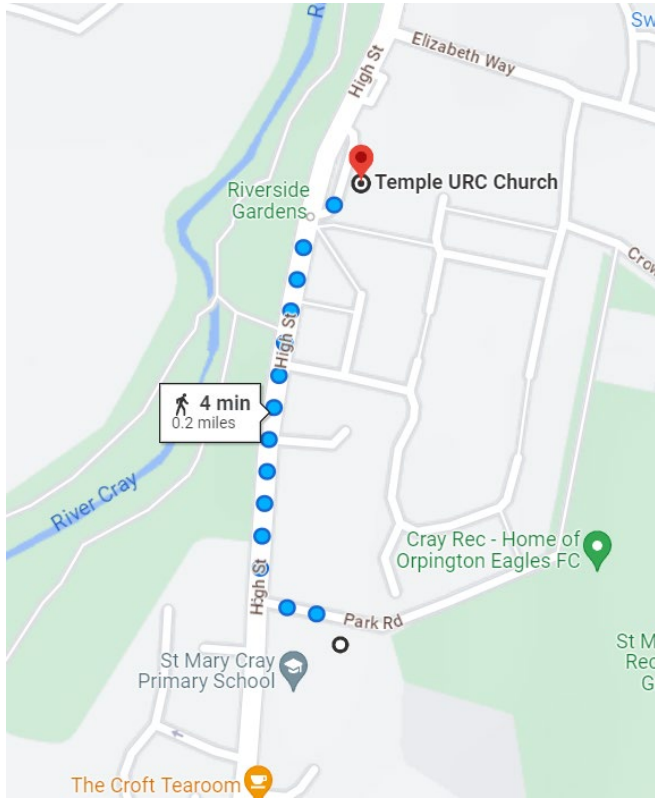 R
High St
Elizabeth Way
Sw
Temple URC Church
Riverside
Gardens
Crow
High St
4 min
0.2 miles
River Cray
Cray Rec - Home of
Orpington Eagles FC
High St
Park Rd
St Mary Cray
Primary School
St M
Rec
G
The Croft Tearoom